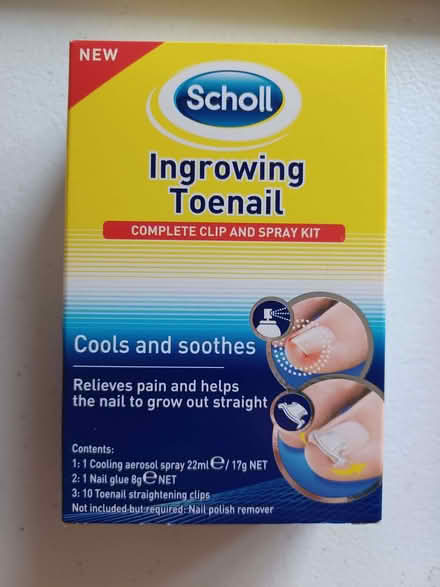 NEW
Scholl
Ingrowing
Toenail
COMPLETE CLIP AND SPRAY KIT
Cools and soothes
Relieves pain and helps
the nail to grow out straight
Contents:
1: 1 Cooling aerosol spray 22ml℮/ 17g NET
2: 1 Nail glue 8g℮NET
3: 10 Toenail straightening clips
Not included but required: Nail polish remover